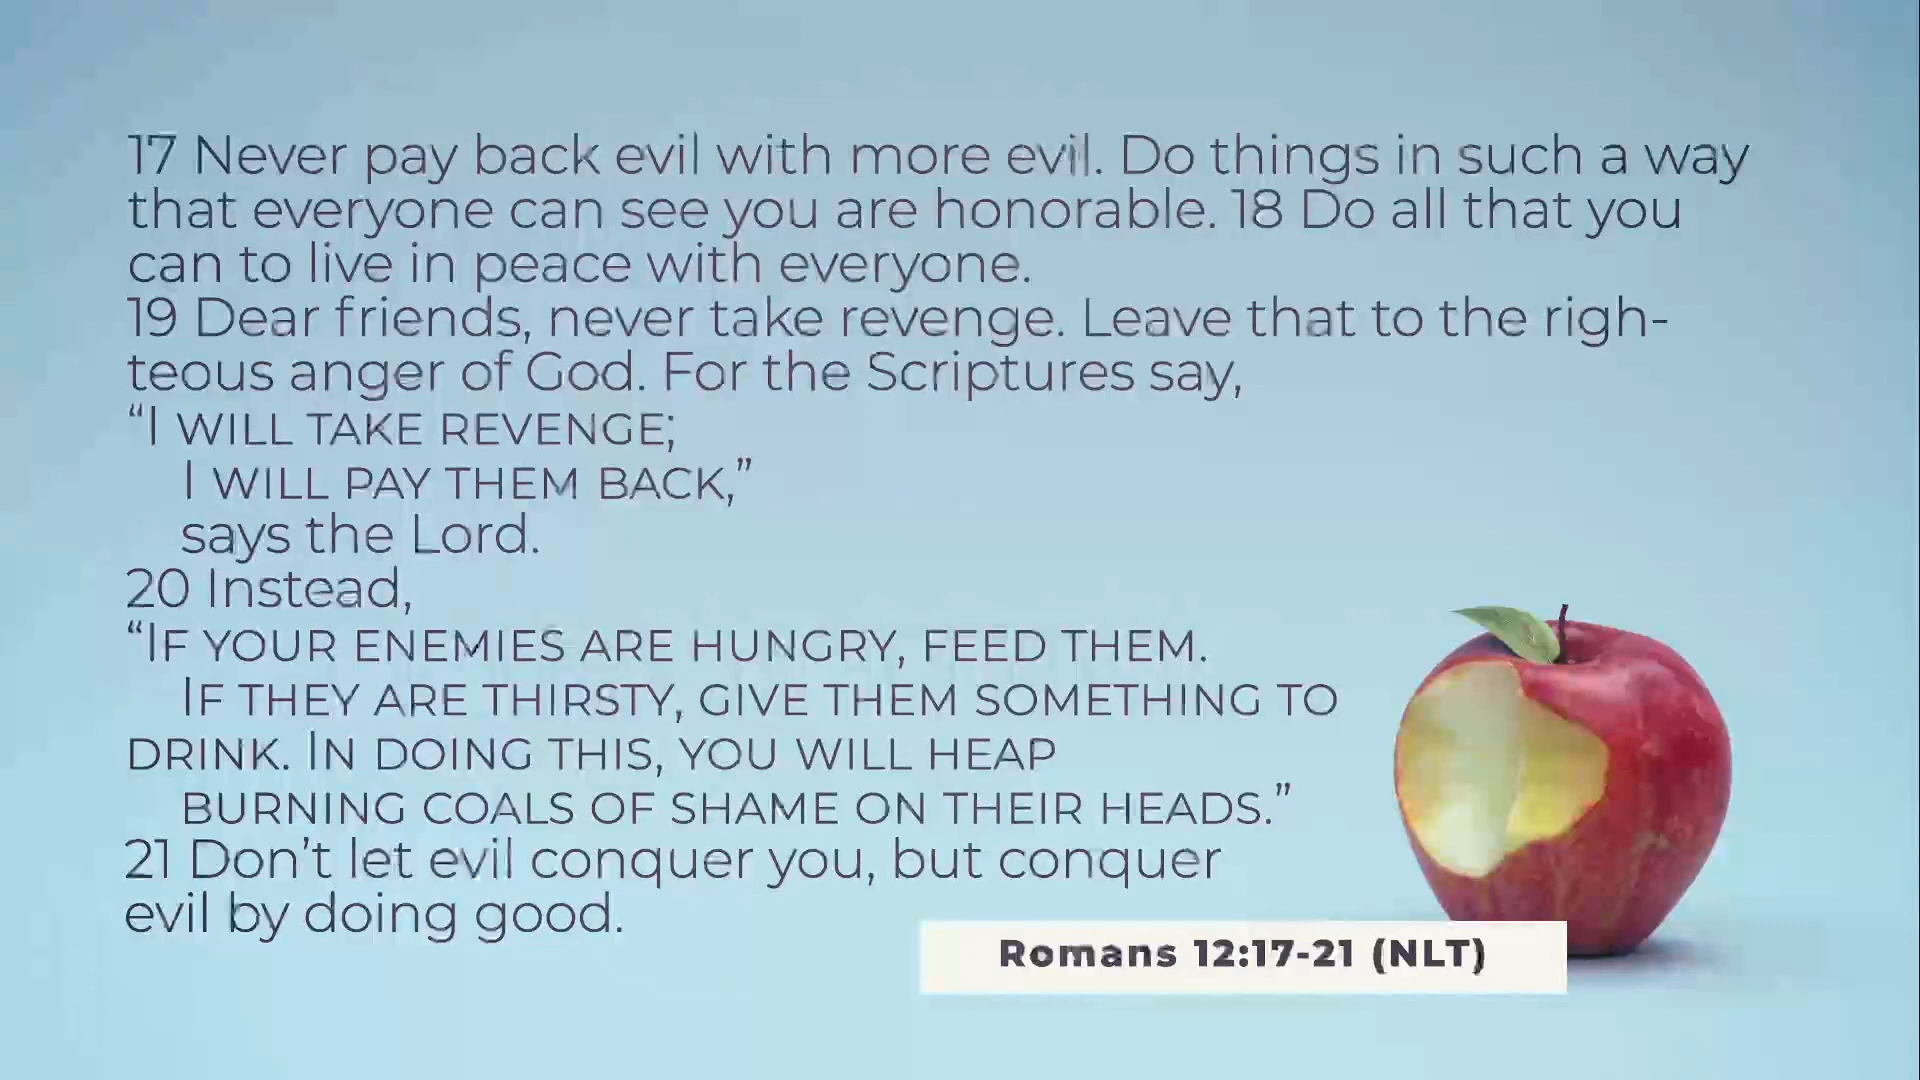 17 Never pay back evil with more evil. Do things in such a way
that everyone can see you are honorable. 18 Do all that you
can to live in peace with everyone.
19 Dear friends, never take revenge. Leave that to the righ-
teous anger of God. For the Scriptures say,
“I WILL TAKE REVENGE;
I WILL PAY THEM BACK,”
says the Lord.
20 Instead,
“IF YOUR ENEMIES ARE HUNGRY, FEED THEM.
IF THEY ARE THIRSTY, GIVE THEM SOMETHING TO
DRINK. IN DOING THIS, YOU WILL HEAP
BURNING COALS OF SHAME ON THEIR HEADS.”
21 Don’t let evil conquer you, but conquer
evil by doing good.
Romans 12:17-21 (NLT)